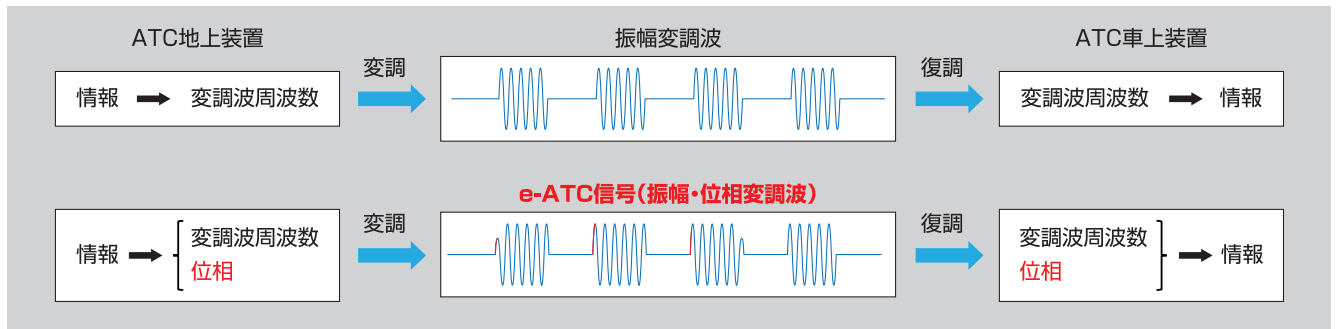 ATC地上装置
振幅変調波
ATC車上装置
情報 → 変調波周波数
変調
復調
変調波周波数 → 情報
e-ATC信号(振幅・位相変調波)
情報 → 変調波周波数
位相
変調
復調
変調波周波数
位相
→ 情報